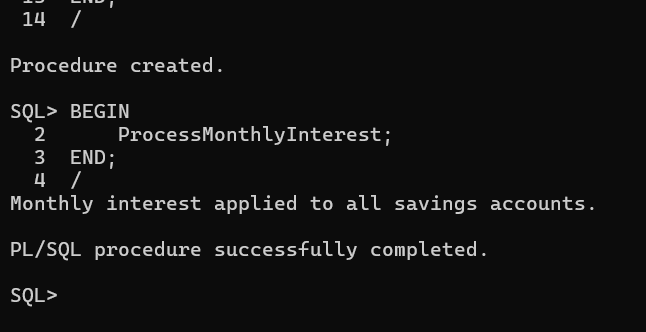 13  END;
14  /
Procedure created.
SQL> BEGIN
2      ProcessMonthlyInterest;
3  END;
4  /
Monthly interest applied to all savings accounts.
PL/SQL procedure successfully completed.
SQL>